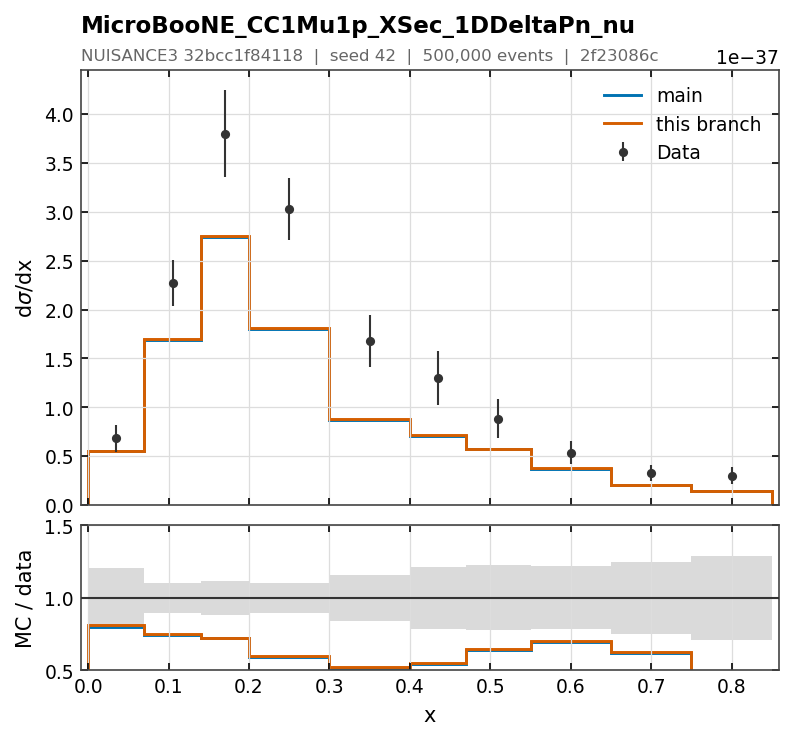 MicroBooNE_CC1Mu1p_XSec_1DDeltaPn_nu
NUISANCE3 32bcc1f84118 | seed 42 | 500,000 events | 2f23086c
1e−37
main
this branch
Data
dσ/dx
4.0
3.5
3.0
2.5
2.0
1.5
1.0
0.5
0.0
MC / data
1.5
1.0
0.5
0.0 0.1 0.2 0.3 0.4 0.5 0.6 0.7 0.8
x